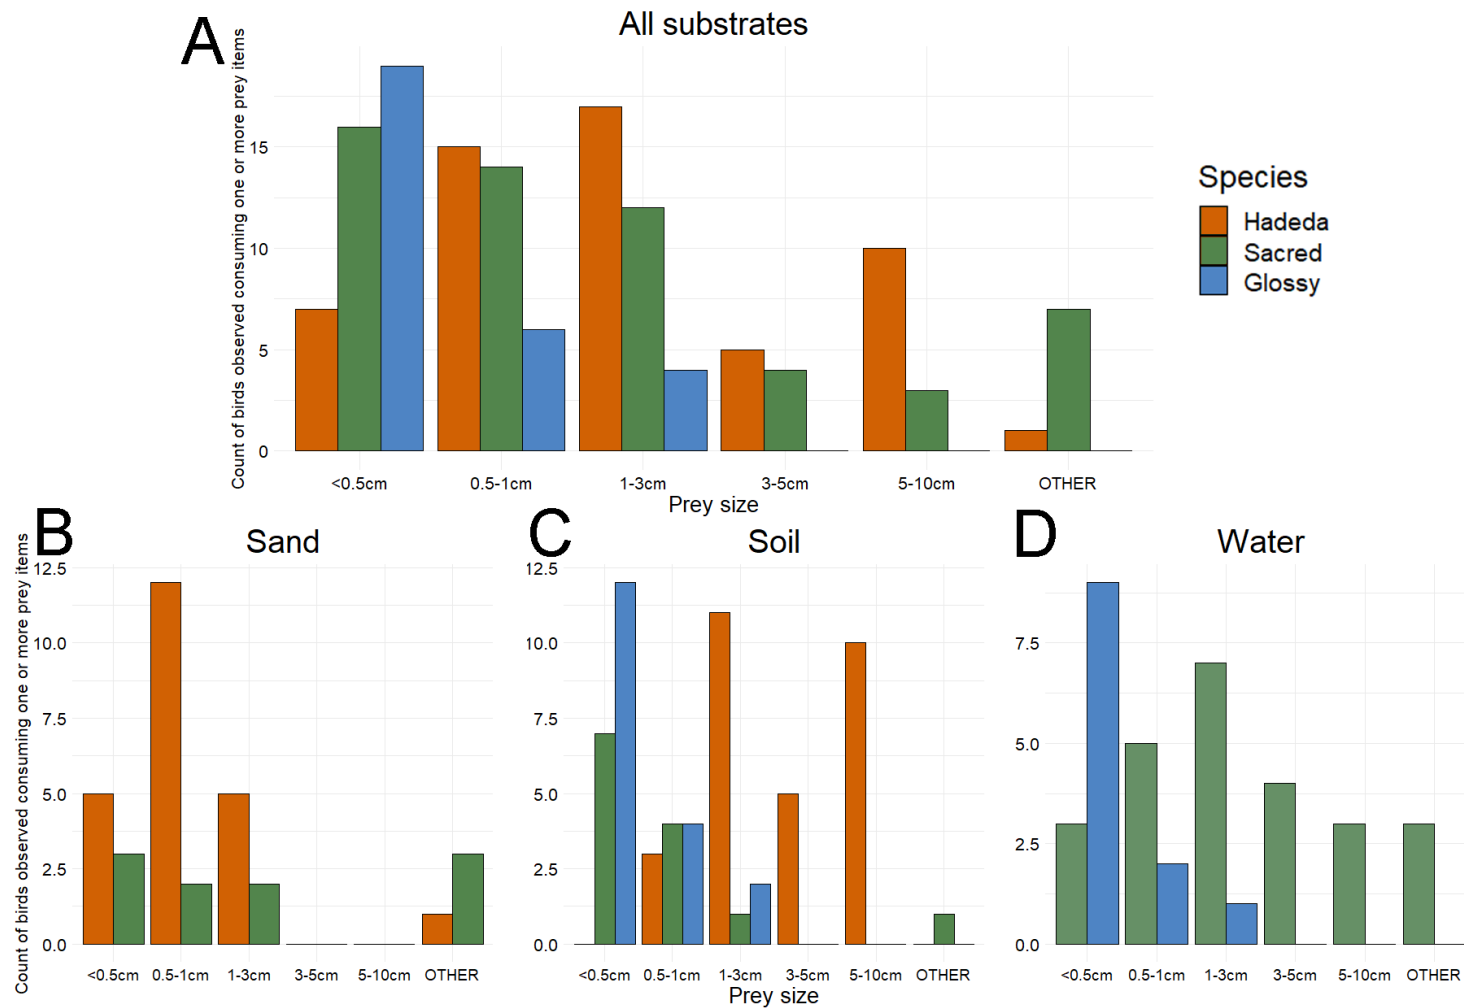 A
All substrates
Count of birds observed consuming one or more prey items
15
10
5
0
<0.5cm 0.5-1cm 1-3cm 3-5cm 5-10cm OTHER
Prey size
Species
Hadeda
Sacred
Glossy
B
Sand
Count of birds observed consuming one or more prey items
12.5
10.0
7.5
5.0
2.5
0.0
<0.5cm 0.5-1cm 1-3cm 3-5cm 5-10cm OTHER
C
Soil
12.5
10.0
7.5
5.0
2.5
0.0
<0.5cm 0.5-1cm 1-3cm 3-5cm 5-10cm OTHER
Prey size
D
Water
7.5
5.0
2.5
0.0
<0.5cm 0.5-1cm 1-3cm 3-5cm 5-10cm OTHER